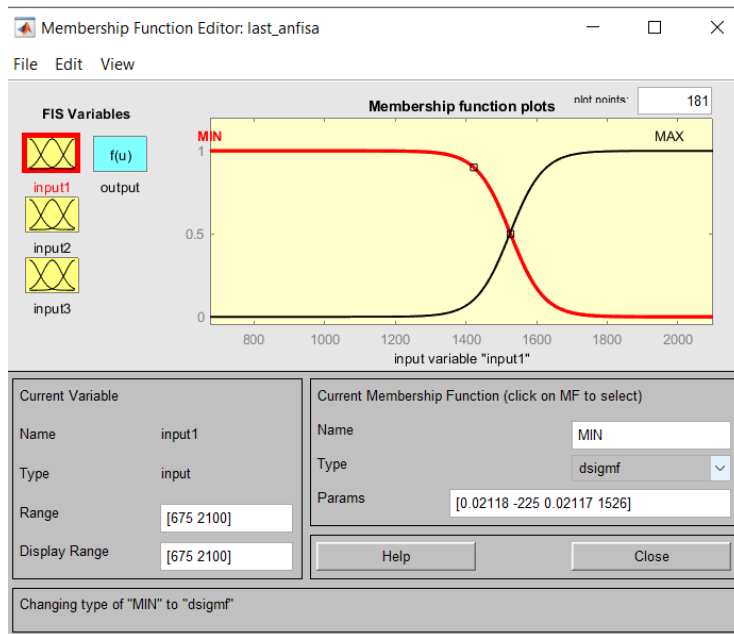 Membership Function Editor: last_anfisa
File Edit View
FIS Variables
f(u)
input1
output
input2
input3
Membership function plots
plot points:
181
MIN
MAX
1
0.5
0
800 1000 1200 1400 1600 1800 2000
input variable "input1"
Current Variable
Name input1
Type input
Range [675 2100]
Display Range [675 2100]
Current Membership Function (click on MF to select)
Name MIN
Type dsigmf
Params [0.02118 -225 0.02117 1526]
Help Close
Changing type of "MIN" to "dsigmf"